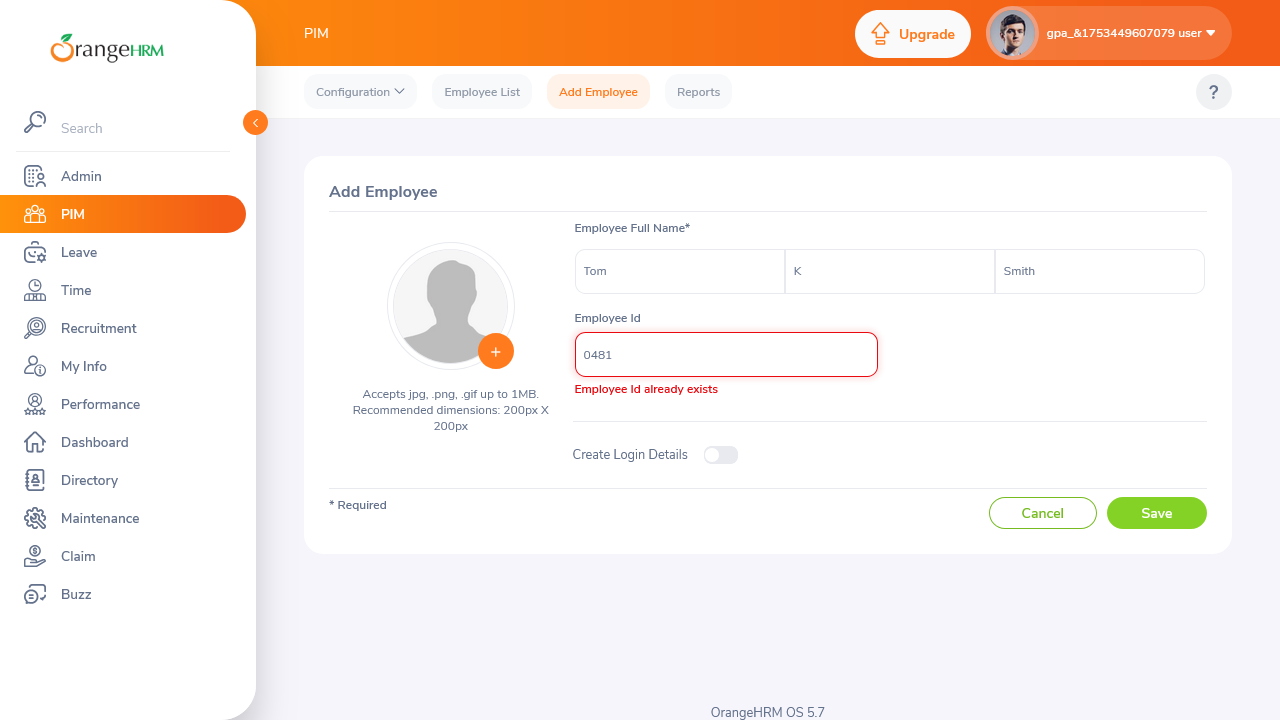 OrangeHRM
PIM
Upgrade
gpa_&1753449607079 user
Configuration
Employee List
Add Employee
Reports
?
Search
Admin
PIM
Leave
Time
Recruitment
My Info
Performance
Dashboard
Directory
Maintenance
Claim
Buzz
Add Employee
Accepts jpg, .png, .gif up to 1MB.
Recommended dimensions: 200px X
200px
Employee Full Name*
Tom
K
Smith
Employee Id
0481
Employee Id already exists
Create Login Details
* Required
Cancel
Save
OrangeHRM OS 5.7